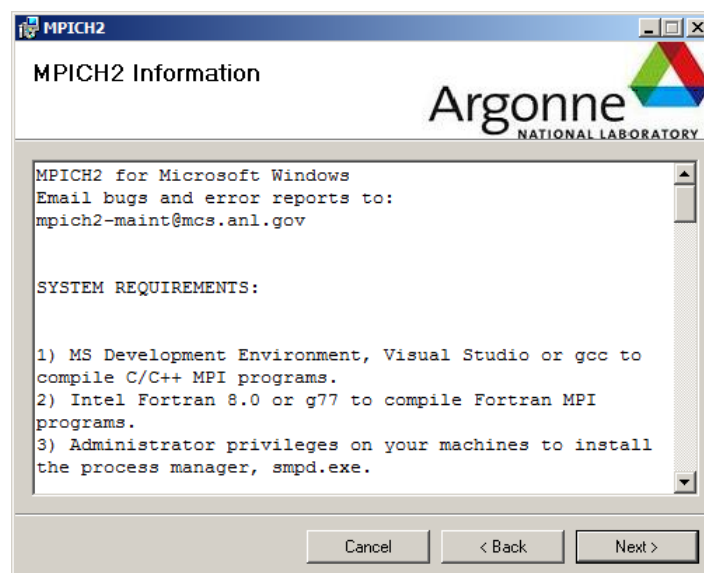 MPICH2
MPICH2 Information
Argonne
NATIONAL LABORATORY
MPICH2 for Microsoft Windows
Email bugs and error reports to:
mpich2-maint@mcs.anl.gov
SYSTEM REQUIREMENTS:
1) MS Development Environment, Visual Studio or gcc to
compile C/C++ MPI programs.
2) Intel Fortran 8.0 or g77 to compile Fortran MPI
programs.
3) Administrator privileges on your machines to install
the process manager, smpd.exe.
Cancel
< Back
Next >